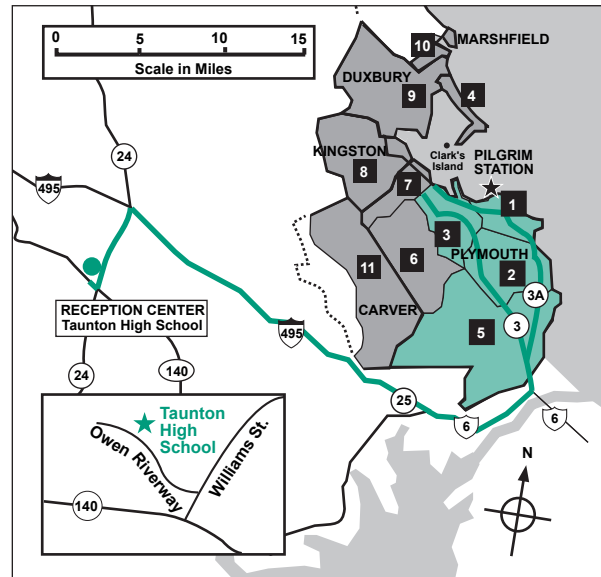 0 5 10 15
Scale in Miles
10
MARSHFIELD
DUXBURY
9
4
24
KINGSTON
Clark's
Island
PILGRIM
STATION
495
8
7
1
3
PLYMOUTH
6
2
11
CARVER
3A
RECEPTION CENTER
Taunton High School
495
5
3
24
140
25
6
6
Taunton
High
School
Owen Riverway
Williams St.
140
N